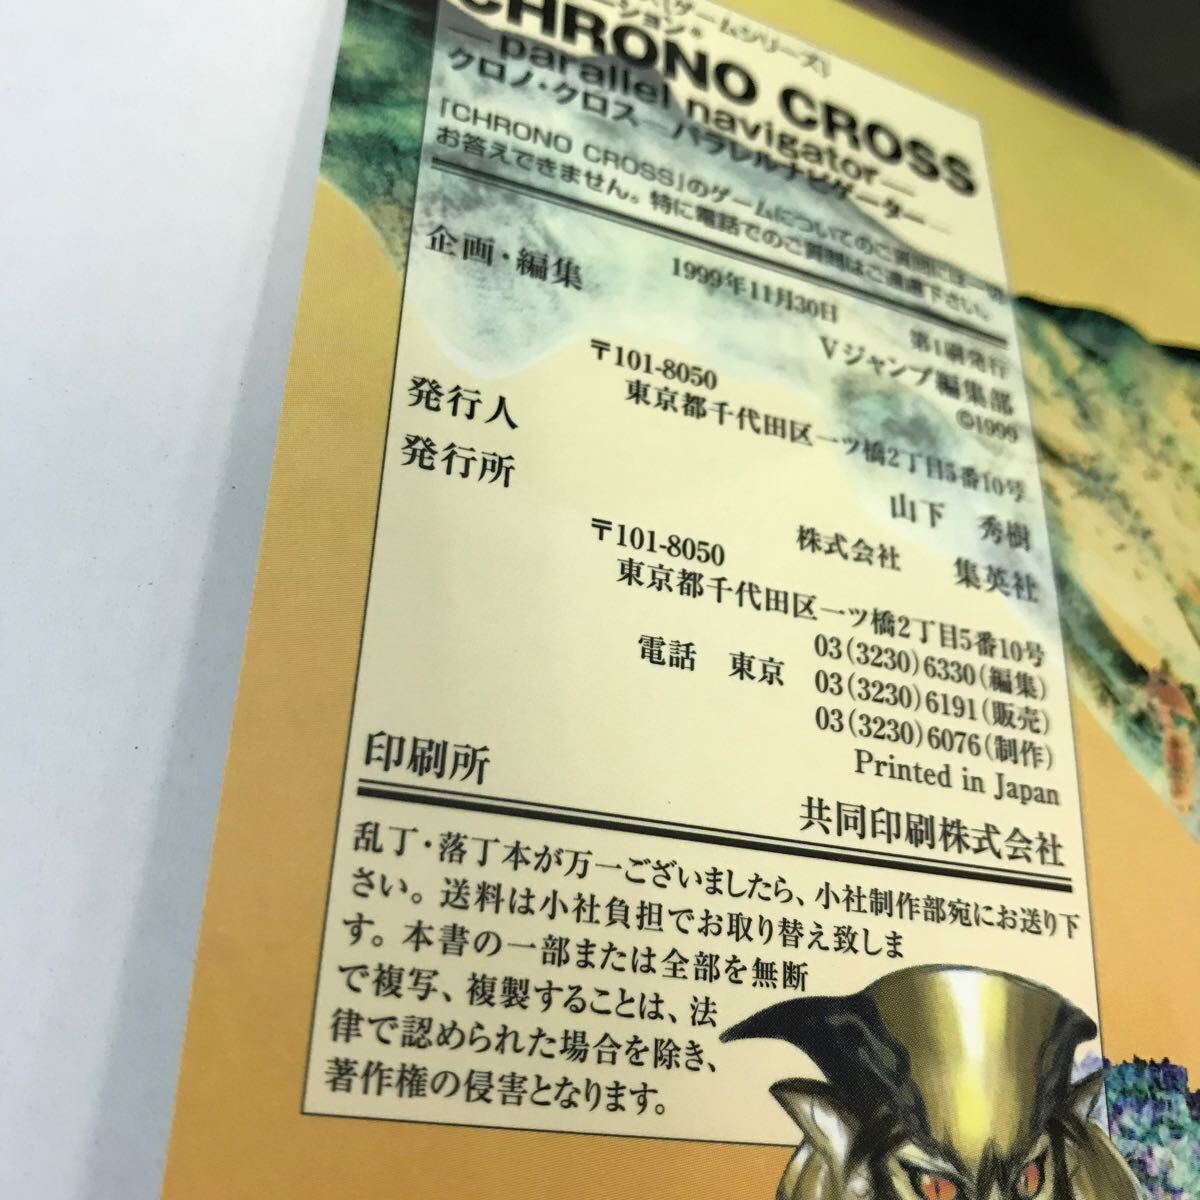 ゲームシリーズ]
ーション®
CHRONO CROSS
—parallel navigator—
クロノ・クロス—パラレルナビゲーター—
『CHRONO CROSS』のゲームについてのご質問には一切
お答えできません。特に電話でのご質問はご遠慮下さい。
1999年11月30日 第1刷発行
企画・編集 Vジャンプ編集部
©1999
〒101-8050
東京都千代田区一ツ橋2丁目5番10号
発行人 山下 秀樹
発行所 株式会社 集英社
〒101-8050
東京都千代田区一ツ橋2丁目5番10号
電話 東京 03(3230)6330(編集)
03(3230)6191(販売)
03(3230)6076(制作)
Printed in Japan
印刷所 共同印刷株式会社
乱丁・落丁本が万一ございましたら、小社制作部宛にお送り下
さい。送料は小社負担でお取り替え致しま
す。本書の一部または全部を無断
で複写、複製することは、法
律で認められた場合を除き、
著作権の侵害となります。